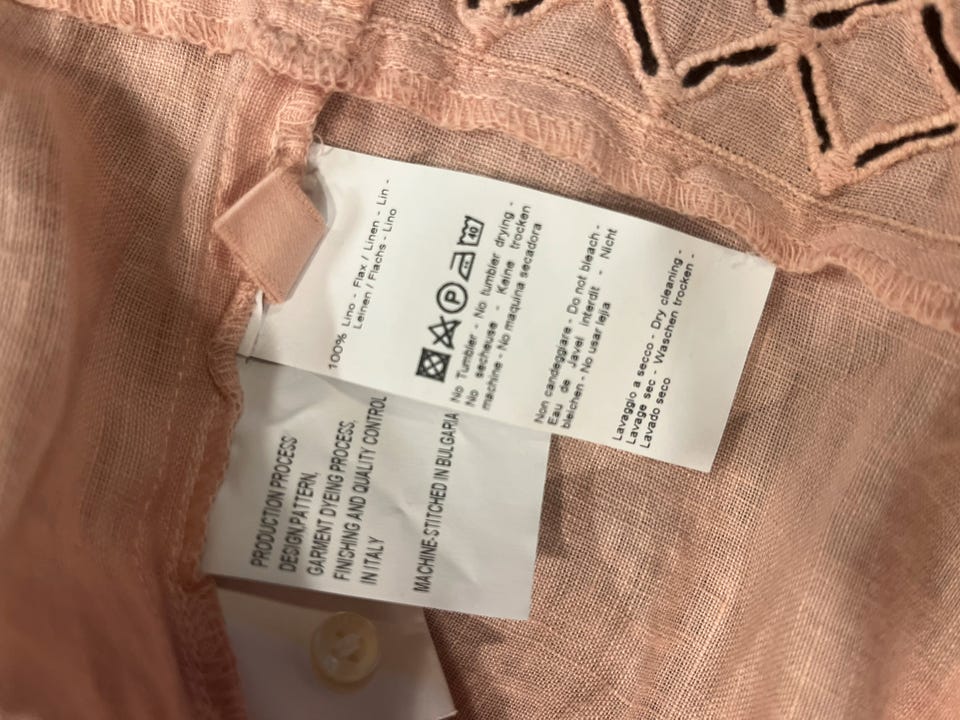 100% Lino - Flax / Linen - Lin -
Leinen / Flachs - Lino
P
40
No Tumbler - No tumbler drying -
No secheuse - Keine trocken
machine - No maquina secadora
Non candeggiare - Do not bleach -
Eau de Javel interdit - Nicht
bleichen - No usar lejia
Lavaggio a secco - Dry cleaning -
Lavage sec - Waschen trocken -
Lavado seco
PRODUCTION PROCESS
DESIGN,PATTERN,
GARMENT DYEING PROCESS,
FINISHING AND QUALITY CONTROL
IN ITALY
MACHINE-STITCHED IN BULGARIA